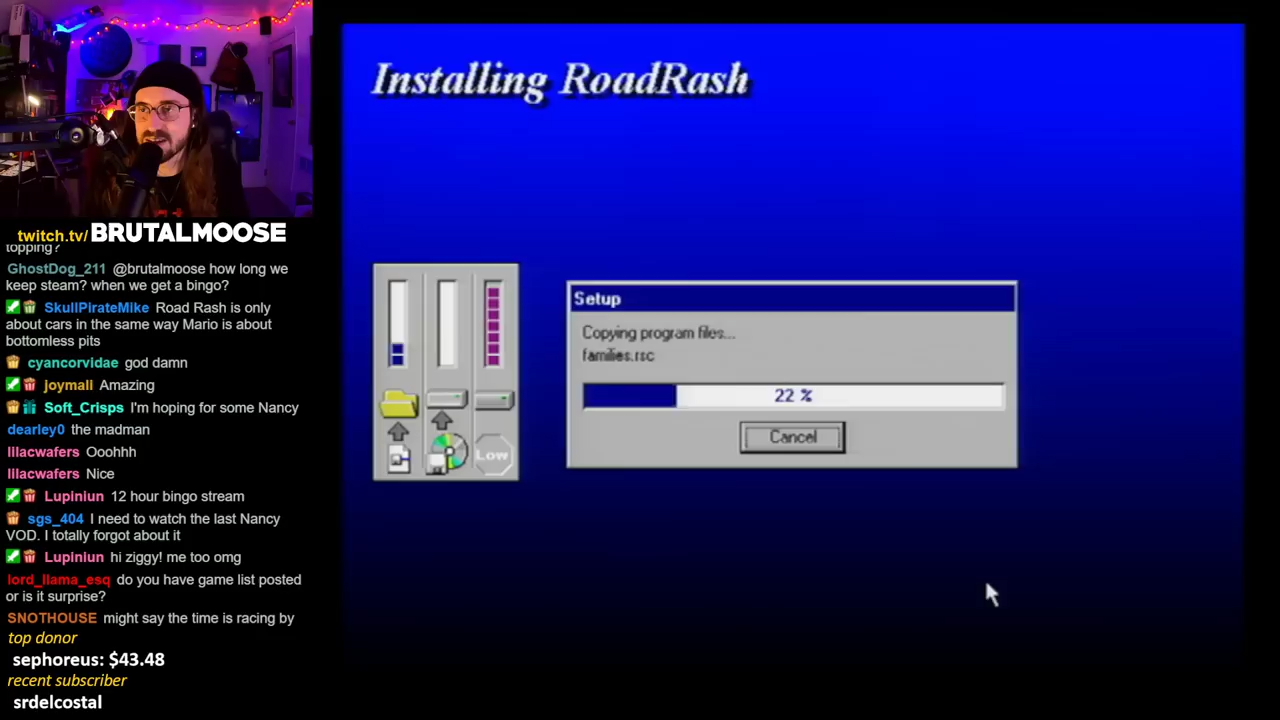 twitch.tv/BRUTALMOOSE
topping?
GhostDog_211 @brutalmoose how long we
keep steam? when we get a bingo?
SkullPirateMike Road Rash is only
about cars in the same way Mario is about
bottomless pits
cyancorvidae god damn
joymall Amazing
Soft_Crisps I'm hoping for some Nancy
dearley0 the madman
lilacwafers Ooohhh
lilacwafers Nice
Lupiniun 12 hour bingo stream
sgs_404 I need to watch the last Nancy
VOD. I totally forgot about it
Lupiniun hi ziggy! me too omg
lord_llama_esq do you have game list posted
or is it surprise?
SNOTHOUSE might say the time is racing by
top donor
sephoreus: $43.48
recent subscriber
srdelcostal
Installing RoadRash
Low
Setup
Copying program files...
families.rsc
22 %
Cancel